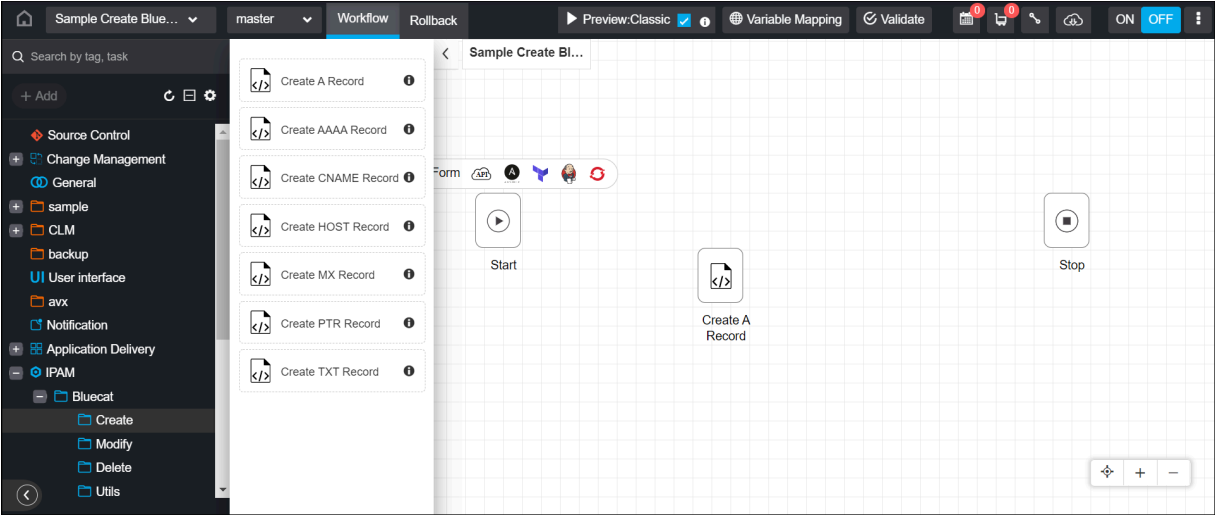 Sample Create Blue...
master
Workflow
Rollback
Preview:Classic
Variable Mapping
Validate
0
0
ON
OFF
Search by tag, task
+ Add
Source Control
Change Management
General
sample
CLM
backup
UI User interface
avx
Notification
Application Delivery
IPAM
Bluecat
Create
Modify
Delete
Utils
Create A Record
Create AAAA Record
Create CNAME Record
Create HOST Record
Create MX Record
Create PTR Record
Create TXT Record
Sample Create Bl...
Form
API
Start
Create A
Record
Stop